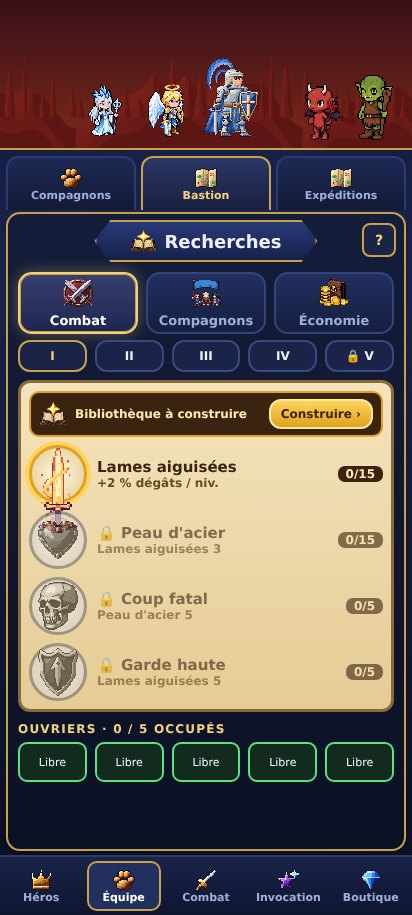 Compagnons
Bastion
Expéditions
Recherches
?
Combat
Compagnons
Économie
I
II
III
IV
V
Bibliothèque à construire
Construire ›
Lames aiguisées
+2 % dégâts / niv.
0/15
Peau d'acier
Lames aiguisées 3
0/15
Coup fatal
Peau d'acier 5
0/5
Garde haute
Lames aiguisées 5
0/5
OUVRIERS · 0 / 5 OCCUPÉS
Libre
Libre
Libre
Libre
Libre
Héros
Équipe
Combat
Invocation
Boutique